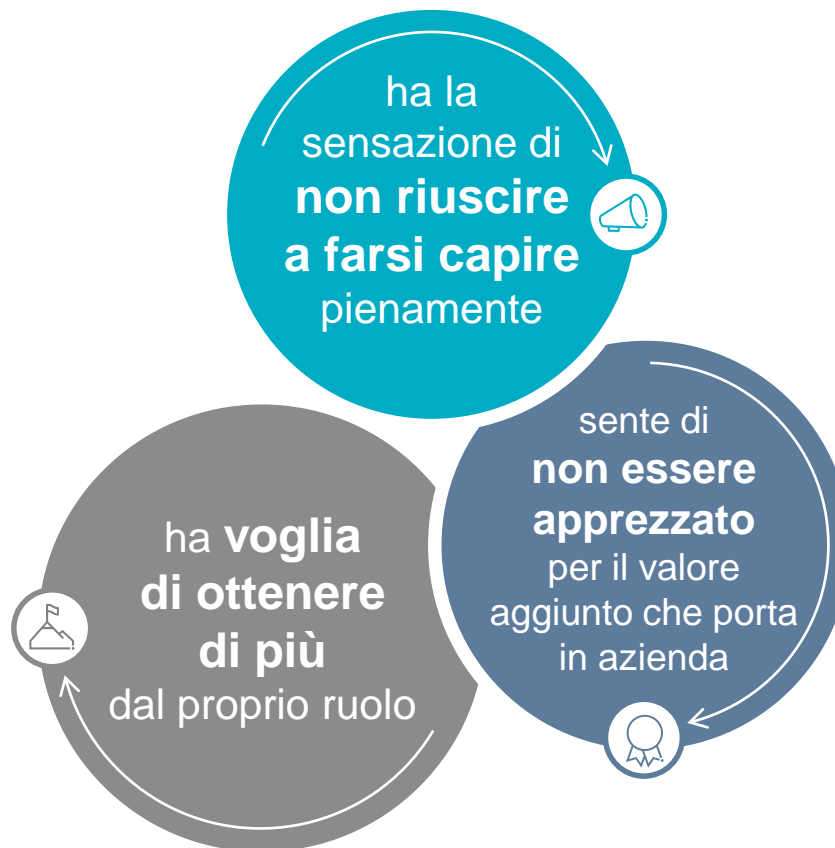 ha la
sensazione di
non riuscire
a farsi capire
pienamente
sente di
non essere
apprezzato
per il valore
aggiunto che porta
in azienda
ha voglia
di ottenere
di più
dal proprio ruolo